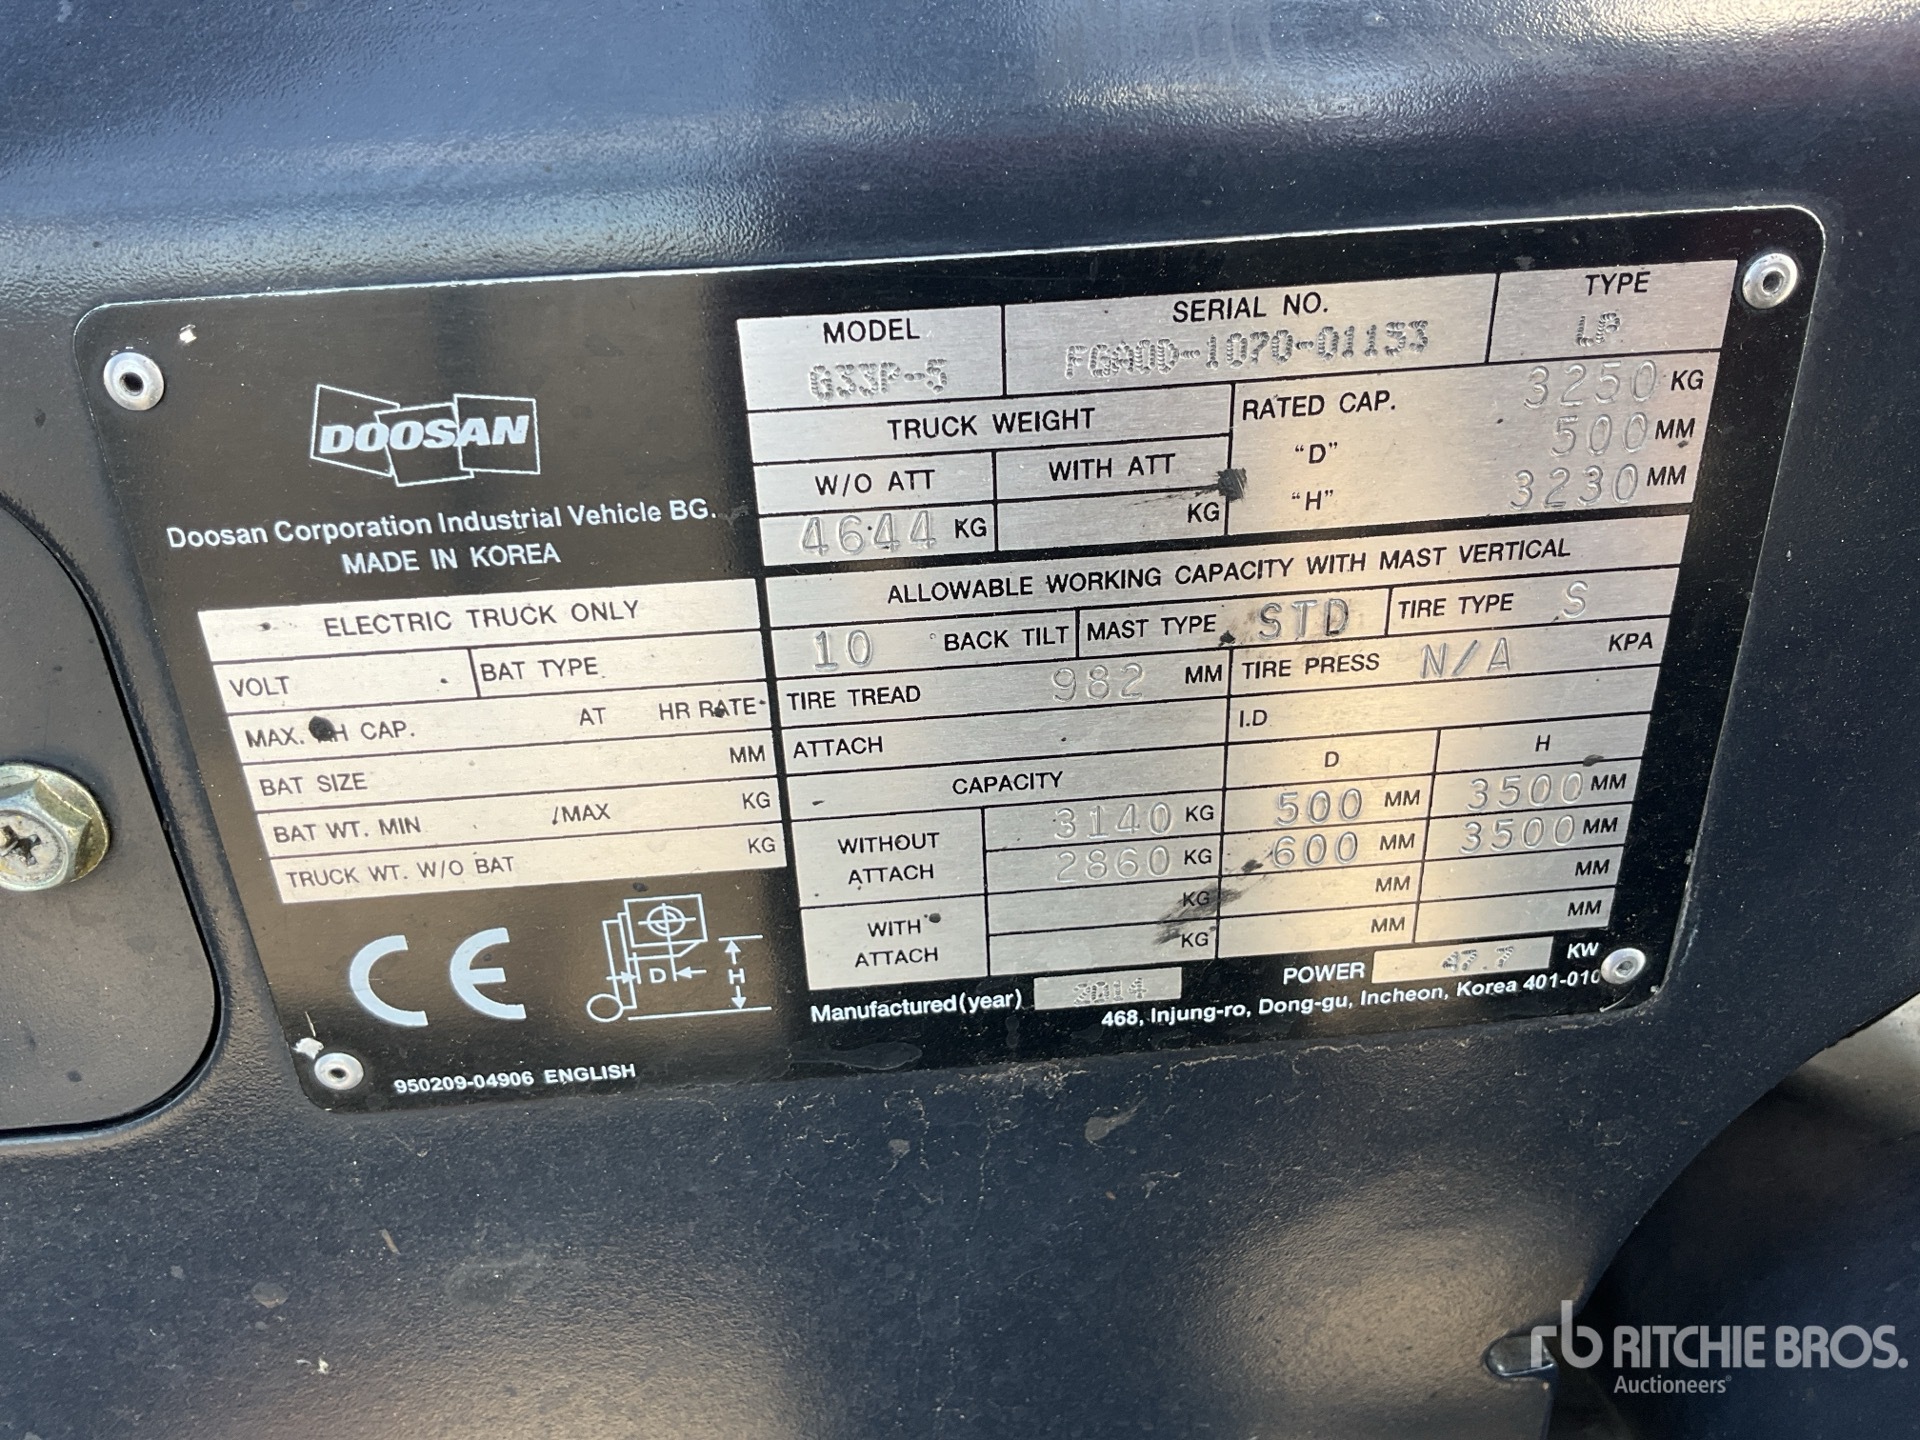 DOOSAN
Doosan Corporation Industrial Vehicle BG.
MADE IN KOREA
ELECTRIC TRUCK ONLY
VOLT BAT TYPE
MAX. AH CAP. AT HR RATE
BAT SIZE MM
BAT WT. MIN /MAX KG
TRUCK WT. W/O BAT KG
CE
D H
950209-04906 ENGLISH
MODEL SERIAL NO. TYPE
G33P-5 FGA0D-1070-01133 LP
TRUCK WEIGHT RATED CAP. 3250 KG
W/O ATT WITH ATT "D" 500 MM
4644 KG KG "H" 3230 MM
ALLOWABLE WORKING CAPACITY WITH MAST VERTICAL
10 ° BACK TILT MAST TYPE STD TIRE TYPE S
TIRE TREAD 982 MM TIRE PRESS N/A KPA
ATTACH I.D
CAPACITY D H
WITHOUT ATTACH 3140 KG 500 MM 3500 MM
2860 KG 600 MM 3500 MM
WITH ATTACH KG MM MM
KG MM MM
Manufactured (year) 2014 POWER 47.7 KW
468, Injung-ro, Dong-gu, Incheon, Korea 401-010
rb RITCHIE BROS.
Auctioneers